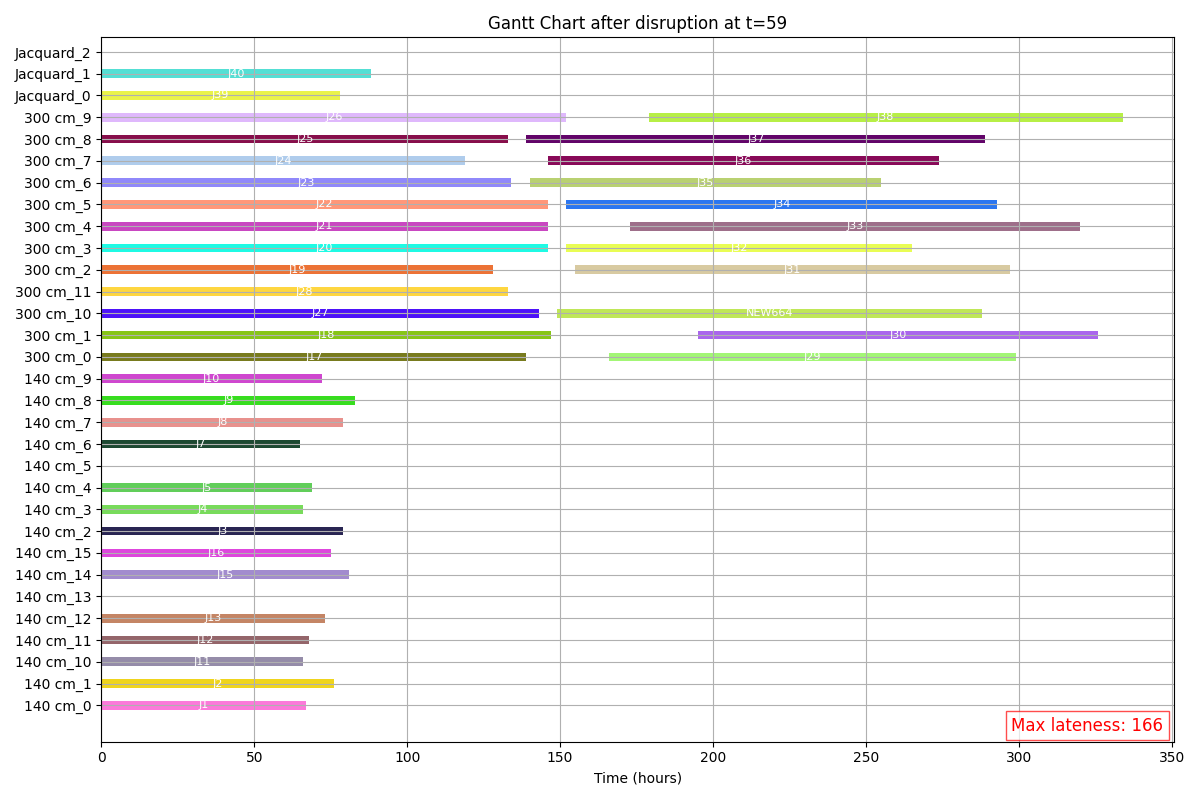 Gantt Chart after disruption at t=59
Jacquard_2
Jacquard_1 J40
Jacquard_0 J39
300 cm_9 J26 J38
300 cm_8 J25 J37
300 cm_7 J24 J36
300 cm_6 J23 J35
300 cm_5 J22 J34
300 cm_4 J21 J33
300 cm_3 J20 J32
300 cm_2 J19 J31
300 cm_11 J28
300 cm_10 J27 NEW664
300 cm_1 J18 J30
300 cm_0 J17 J29
140 cm_9 J10
140 cm_8 J9
140 cm_7 J8
140 cm_6 J7
140 cm_5
140 cm_4 J5
140 cm_3 J4
140 cm_2 J3
140 cm_15 J16
140 cm_14 J15
140 cm_13
140 cm_12 J13
140 cm_11 J12
140 cm_10 J11
140 cm_1 J2
140 cm_0 J1
Max lateness: 166
0 50 100 150 200 250 300 350
Time (hours)